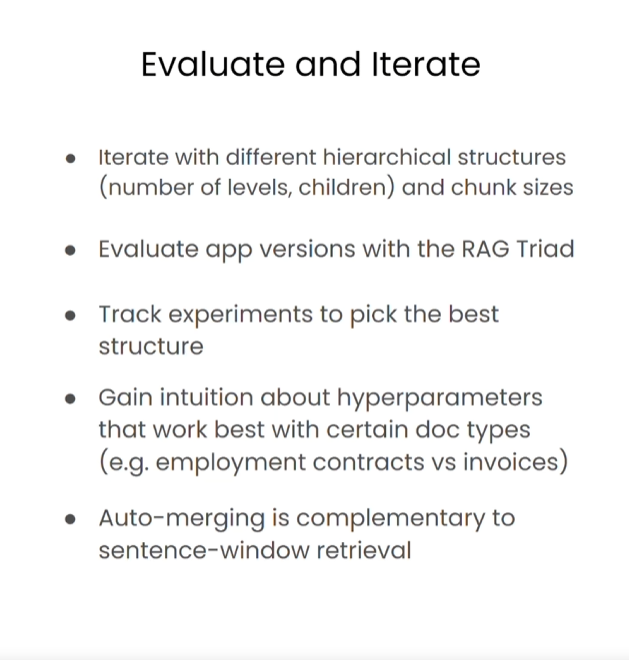 Evaluate and Iterate
● Iterate with different hierarchical structures
(number of levels, children) and chunk sizes
● Evaluate app versions with the RAG Triad
● Track experiments to pick the best
structure
● Gain intuition about hyperparameters
that work best with certain doc types
(e.g. employment contracts vs invoices)
● Auto-merging is complementary to
sentence-window retrieval